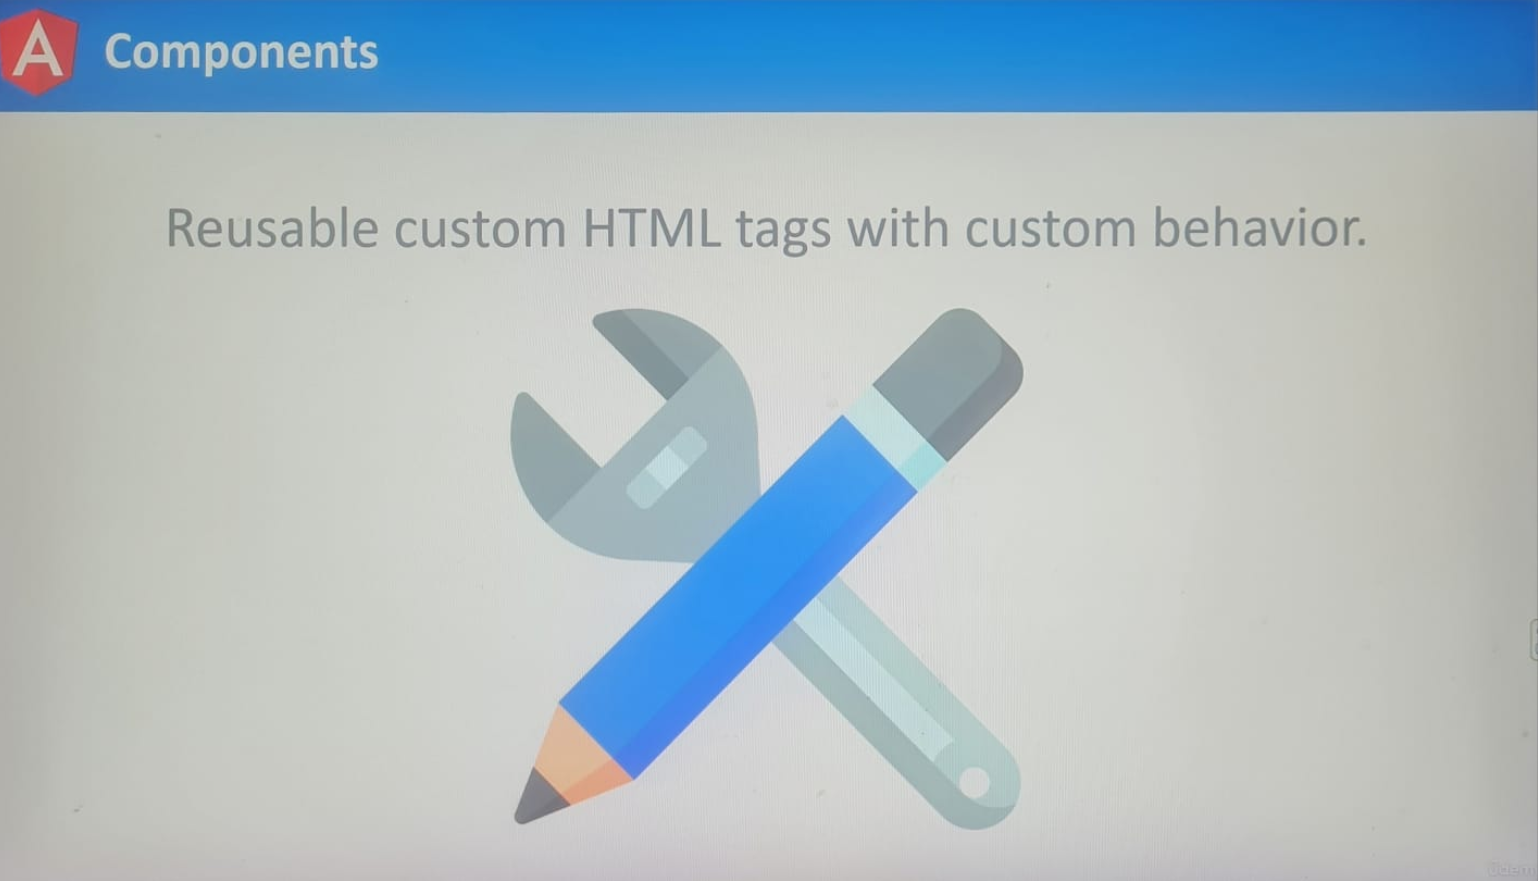 Components
Reusable custom HTML tags with custom behavior.